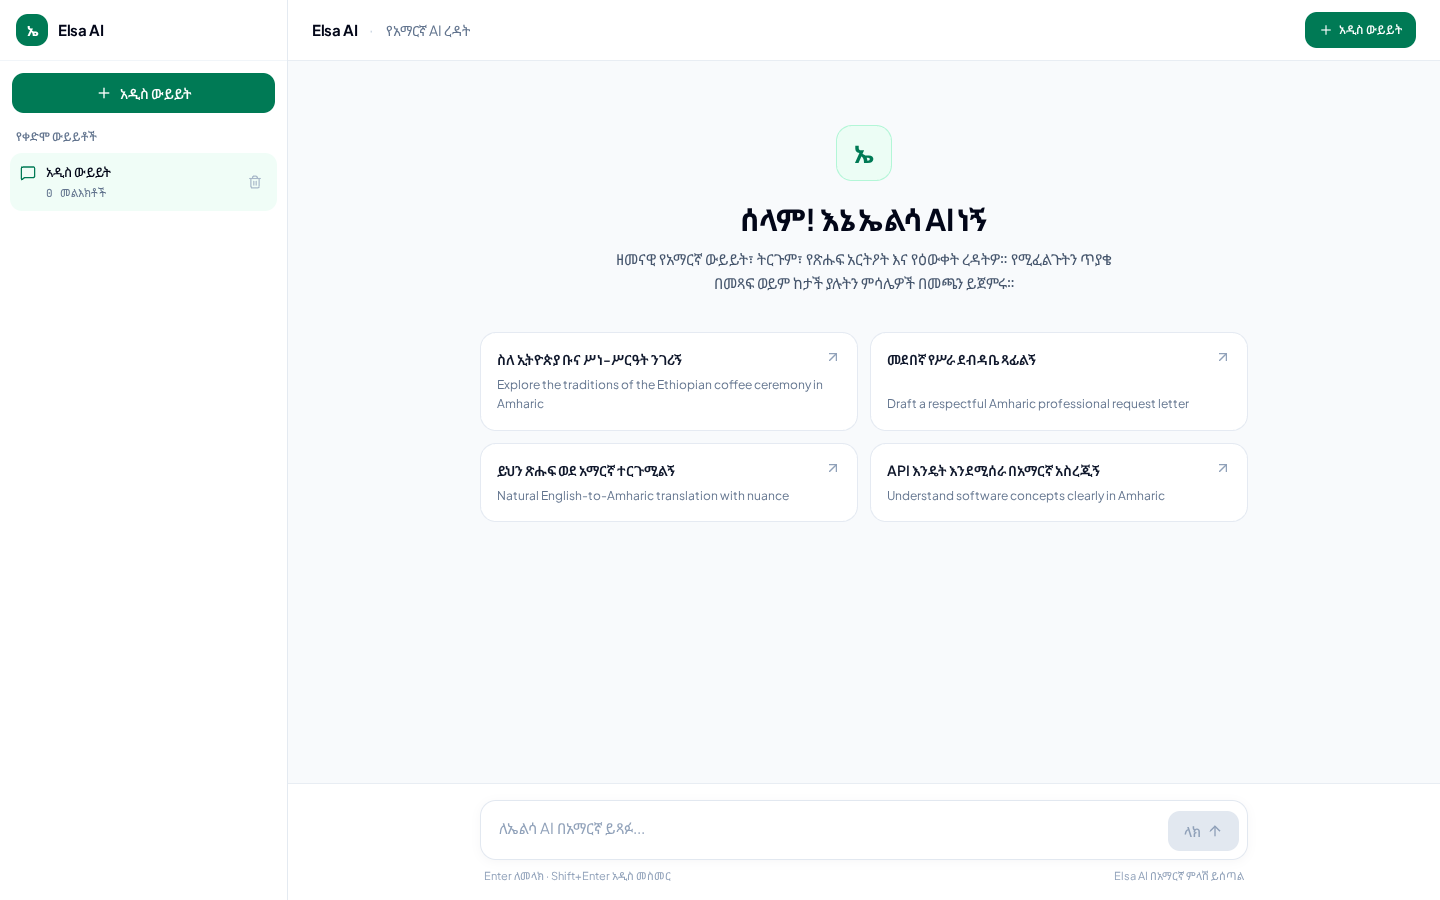 ኤ
Elsa AI
Elsa AI · የአማርኛ AI ረዳት
+ አዲስ ውይይት
+ አዲስ ውይይት
የቀድሞ ውይይቶች
አዲስ ውይይት
0 መልእክቶች
ኤ
ሰላም! እኔ ኤልሳ AI ነኝ
ዘመናዊ የአማርኛ ውይይት፣ ትርጉም፣ የጽሑፍ አርትዖት እና የዕውቀት ረዳትዎ። የሚፈልጉትን ጥያቄ
በመጻፍ ወይም ከታች ያሉትን ምሳሌዎች በመጫን ይጀምሩ።
ስለ ኢትዮጵያ ቡና ሥነ-ሥርዓት ንገሪኝ
Explore the traditions of the Ethiopian coffee ceremony in
Amharic
መደበኛ የሥራ ደብዳቤ ጻፊልኝ
Draft a respectful Amharic professional request letter
ይህን ጽሑፍ ወደ አማርኛ ተርጉሚልኝ
Natural English-to-Amharic translation with nuance
API እንዴት እንደሚሰራ በአማርኛ አስረጂኝ
Understand software concepts clearly in Amharic
ለኤልሳ AI በአማርኛ ይጻፉ...
ላክ
Enter ለመላክ · Shift+Enter አዲስ መስመር
Elsa AI በአማርኛ ምላሽ ይሰጣል